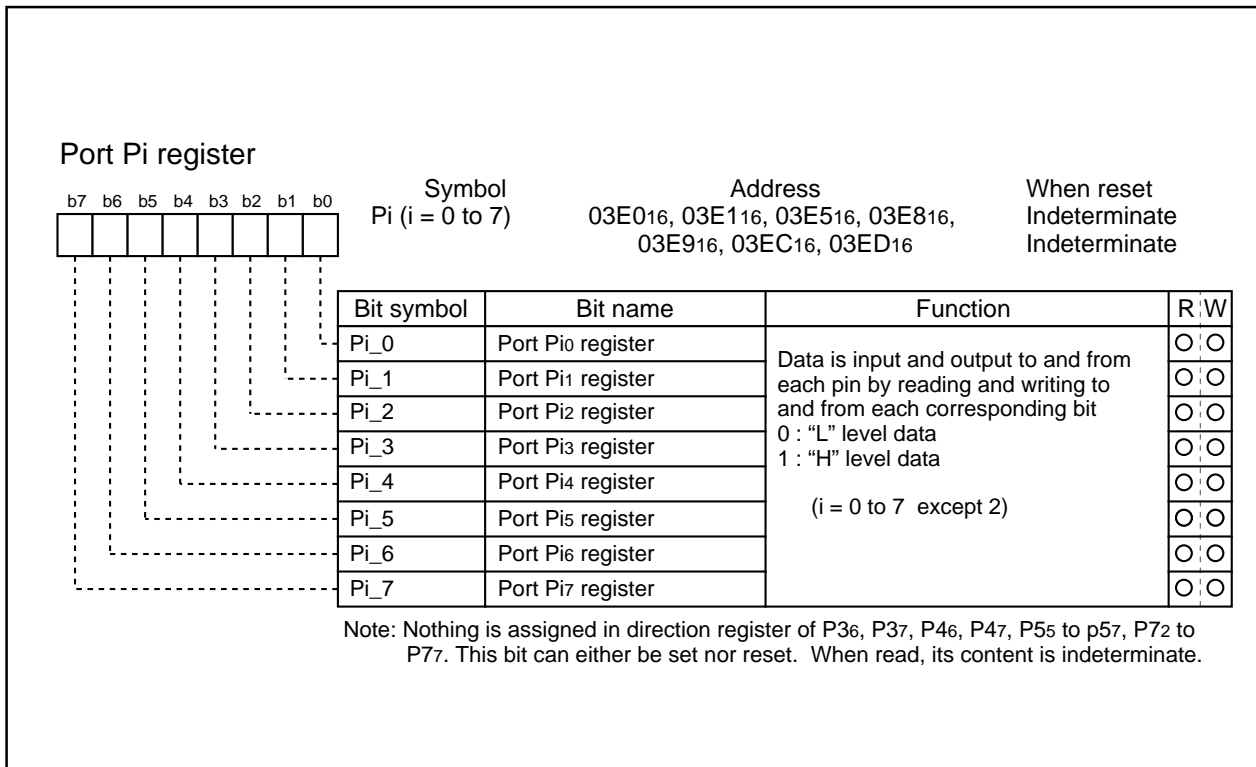 Port Pi register
b7 b6 b5 b4 b3 b2 b1 b0
Symbol Address When reset
Pi (i = 0 to 7) 03E016, 03E116, 03E516, 03E816, Indeterminate
03E916, 03EC16, 03ED16 Indeterminate
Bit symbol Bit name Function R W
Pi_0 Port Pi0 register
Pi_1 Port Pi1 register
Pi_2 Port Pi2 register
Pi_3 Port Pi3 register
Pi_4 Port Pi4 register
Pi_5 Port Pi5 register
Pi_6 Port Pi6 register
Pi_7 Port Pi7 register
Data is input and output to and from
each pin by reading and writing to
and from each corresponding bit
0 : “L” level data
1 : “H” level data
(i = 0 to 7 except 2)
Note: Nothing is assigned in direction register of P36, P37, P46, P47, P55 to p57, P72 to
P77. This bit can either be set nor reset. When read, its content is indeterminate.